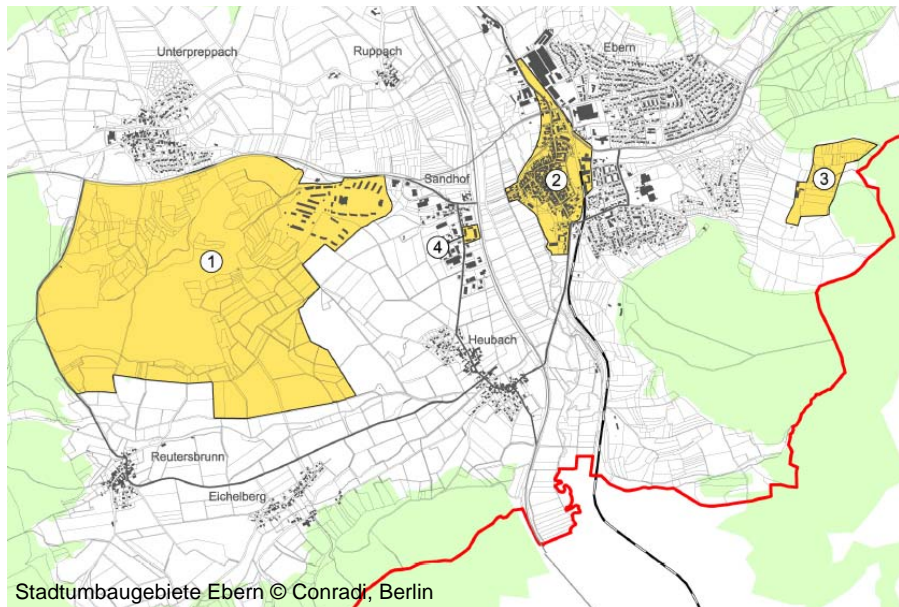 Unterpreppach
Ruppach
Ebern
Sandhof
1
2
3
4
Heubach
Reutersbrunn
Eichelberg
Stadtumbaugebiete Ebern © Conradi, Berlin